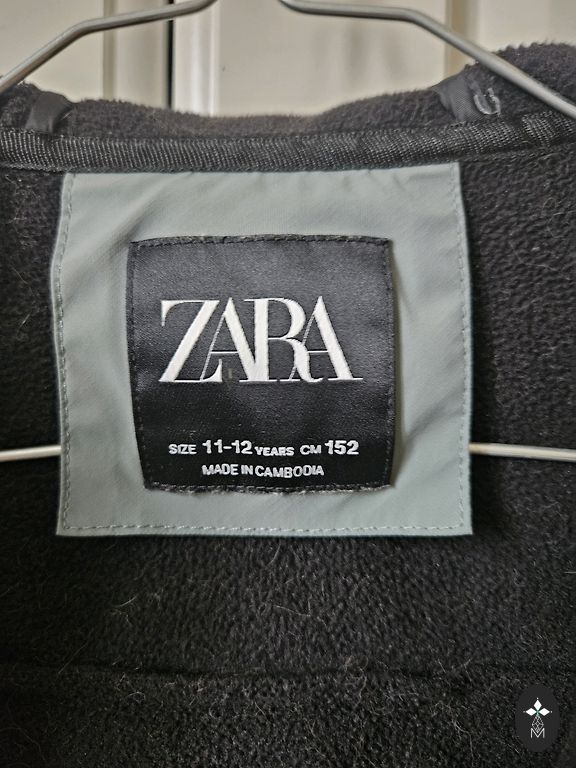 ZARA
SIZE 11-12 YEARS CM 152
MADE IN CAMBODIA